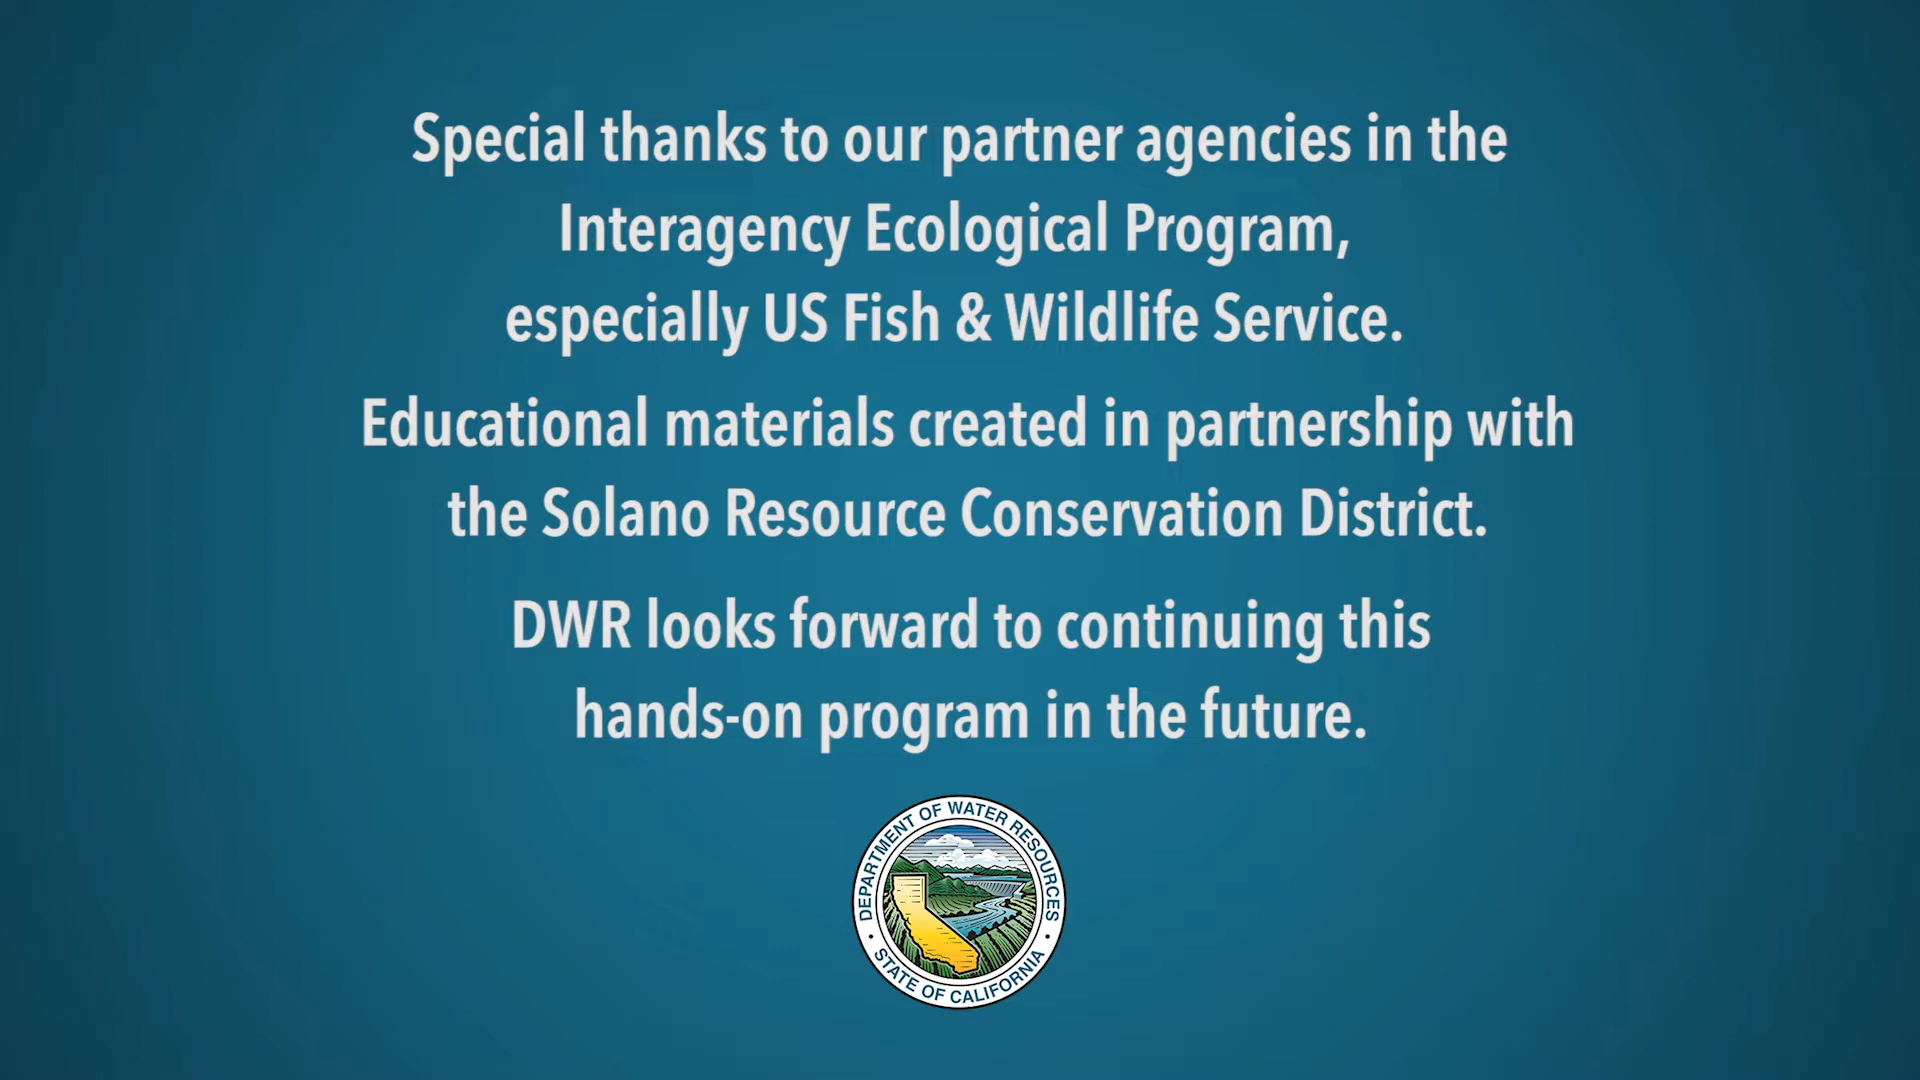 Special thanks to our partner agencies in the
Interagency Ecological Program,
especially US Fish & Wildlife Service.
Educational materials created in partnership with
the Solano Resource Conservation District.
DWR looks forward to continuing this
hands-on program in the future.
DEPARTMENT OF WATER RESOURCES
STATE OF CALIFORNIA